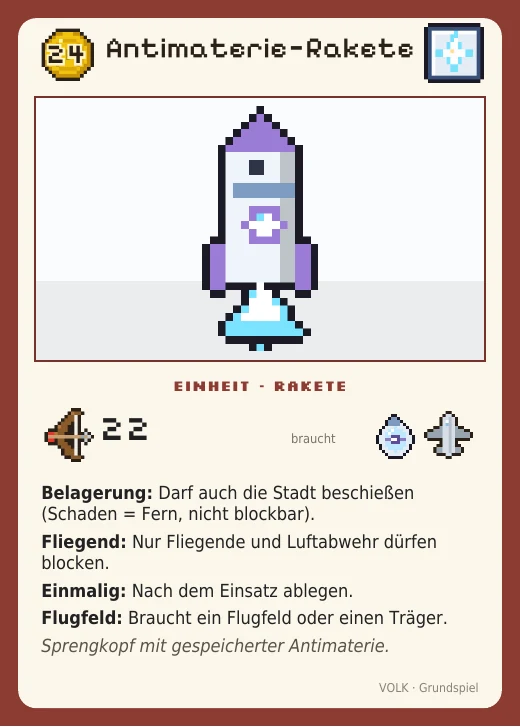 24 Antimaterie-Rakete
EINHEIT · RAKETE
22 braucht
Belagerung: Darf auch die Stadt beschießen
(Schaden = Fern, nicht blockbar).
Fliegend: Nur Fliegende und Luftabwehr dürfen
blocken.
Einmalig: Nach dem Einsatz ablegen.
Flugfeld: Braucht ein Flugfeld oder einen Träger.
Sprengkopf mit gespeicherter Antimaterie.
VOLK · Grundspiel